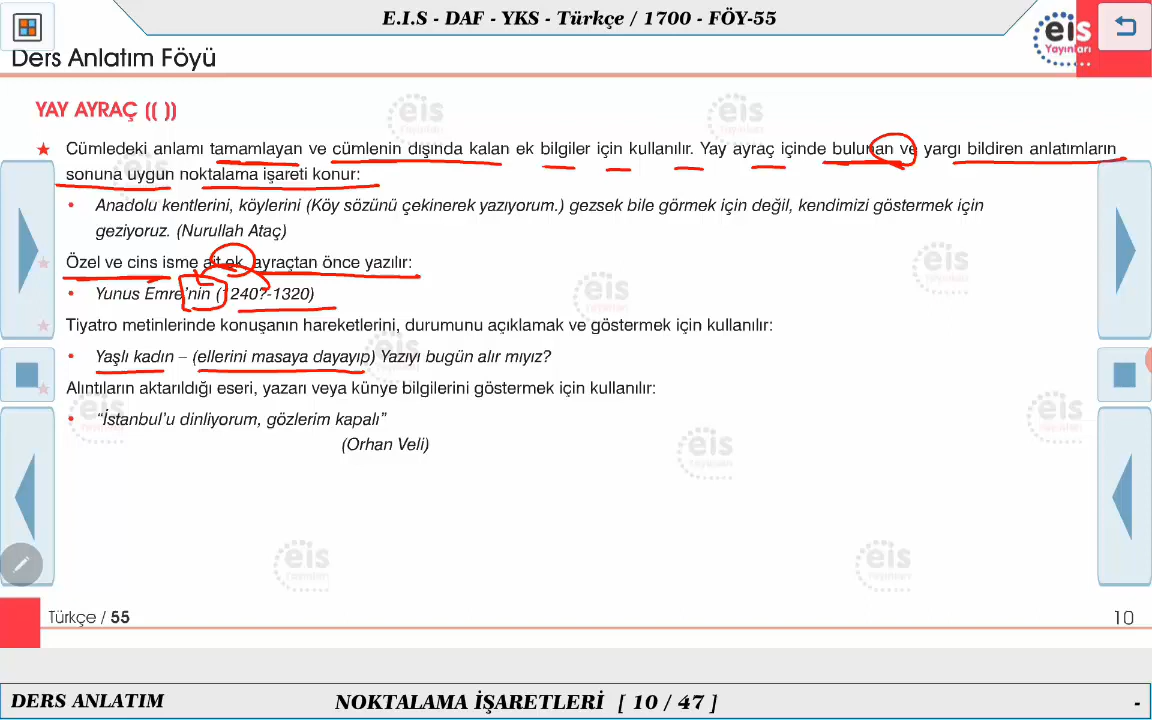 E.I.S - DAF - YKS - Türkçe / 1700 - FÖY-55
eis
Yayınları
Ders Anlatım Föyü
YAY AYRAÇ (( ))
★ Cümledeki anlamı tamamlayan ve cümlenin dışında kalan ek bilgiler için kullanılır. Yay ayraç içinde bulunan ve yargı bildiren anlatımların
sonuna uygun noktalama işareti konur:
• Anadolu kentlerini, köylerini (Köy sözünü çekinerek yazıyorum.) gezsek bile görmek için değil, kendimizi göstermek için
geziyoruz. (Nurullah Ataç)
★ Özel ve cins isme ait ek, ayraçtan önce yazılır:
• Yunus Emre’nin (1240?-1320)
★ Tiyatro metinlerinde konuşanın hareketlerini, durumunu açıklamak ve göstermek için kullanılır:
• Yaşlı kadın – (ellerini masaya dayayıp) Yazıyı bugün alır mıyız?
★ Alıntıların aktarıldığı eseri, yazarı veya künye bilgilerini göstermek için kullanılır:
• “İstanbul’u dinliyorum, gözlerim kapalı”
(Orhan Veli)
Türkçe / 55
10
DERS ANLATIM
NOKTALAMA İŞARETLERİ [ 10 / 47 ]
-